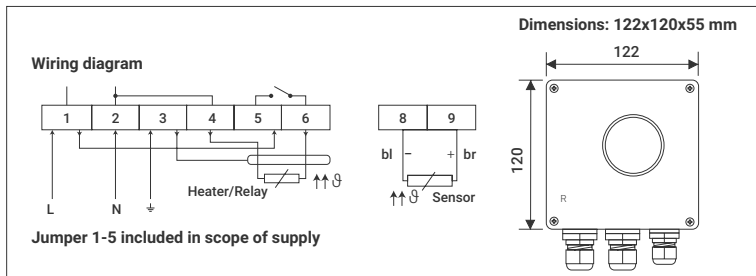 Dimensions: 122x120x55 mm
122
Wiring diagram
1 2 3 4 5 6
8 9
bl − + br
120
Heater/Relay ↑↑ϑ
↑↑ϑ Sensor
R
L N
Jumper 1-5 included in scope of supply